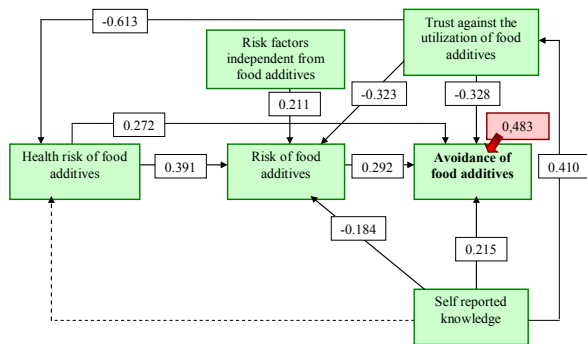 -0.613
Trust against the
utilization of food
additives
Risk factors
independent from
food additives
0.211
-0.323
-0.328
0.272
0,483
Health risk of food
additives
0.391
Risk of food
additives
0.292
Avoidance of
food additives
0.410
-0.184
0.215
Self reported
knowledge